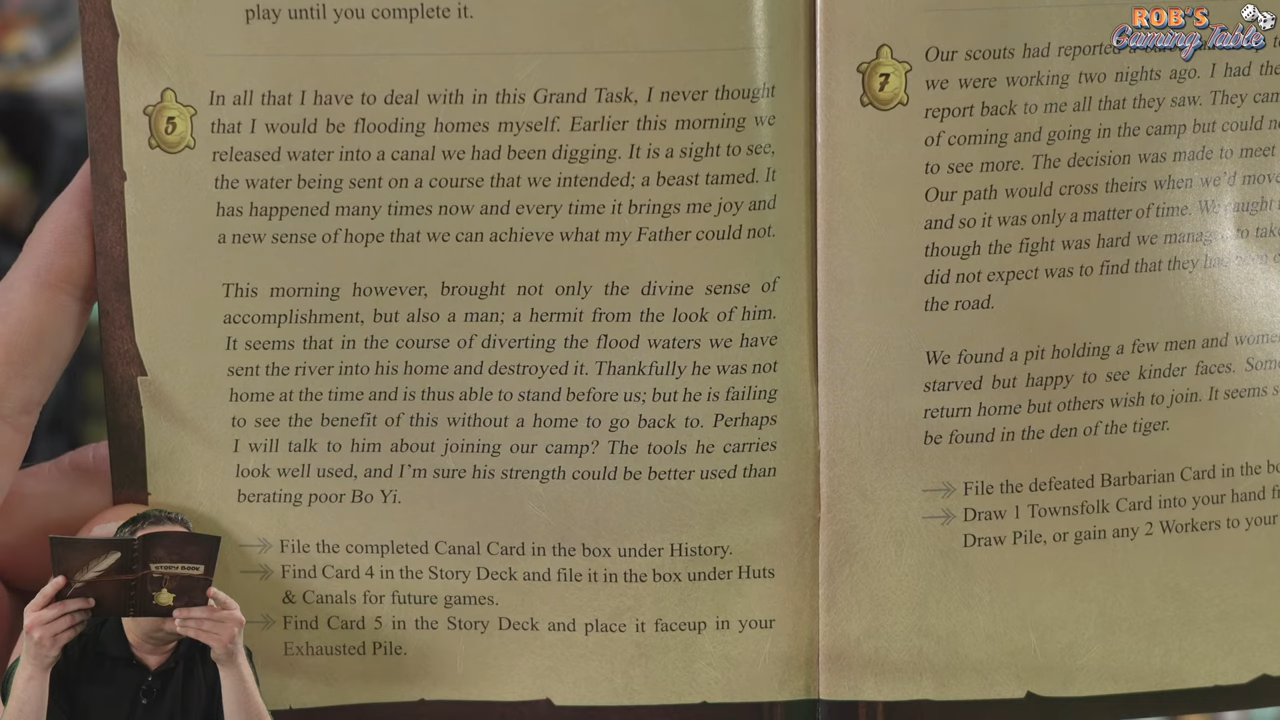 play until you complete it.
5
In all that I have to deal with in this Grand Task, I never thought
that I would be flooding homes myself. Earlier this morning we
released water into a canal we had been digging. It is a sight to see,
the water being sent on a course that we intended; a beast tamed. It
has happened many times now and every time it brings me joy and
a new sense of hope that we can achieve what my Father could not.
This morning however, brought not only the divine sense of
accomplishment, but also a man; a hermit from the look of him.
It seems that in the course of diverting the flood waters we have
sent the river into his home and destroyed it. Thankfully he was not
home at the time and is thus able to stand before us; but he is failing
to see the benefit of this without a home to go back to. Perhaps
I will talk to him about joining our camp? The tools he carries
look well used, and I'm sure his strength could be better used than
berating poor Bo Yi.
File the completed Canal Card in the box under History.
Find Card 4 in the Story Deck and file it in the box under Huts
& Canals for future games.
Find Card 5 in the Story Deck and place it faceup in your
Exhausted Pile.
7
Our scouts had reported a
we were working two nights ago. I had the
report back to me all that they saw. They
of coming and going in the camp but could
to see more. The decision was made to meet
Our path would cross theirs when we'd
and so it was only a matter of time. We
though the fight was hard we managed to
did not expect was to find that they had been
the road.
We found a pit holding a few men and
starved but happy to see kinder faces.
return home but others wish to join. It seems
be found in the den of the tiger.
File the defeated Barbarian Card in the
Draw 1 Townsfolk Card into your hand
Draw Pile, or gain any 2 Workers to your
ROB'S
Gaming Table
STORY BOOK